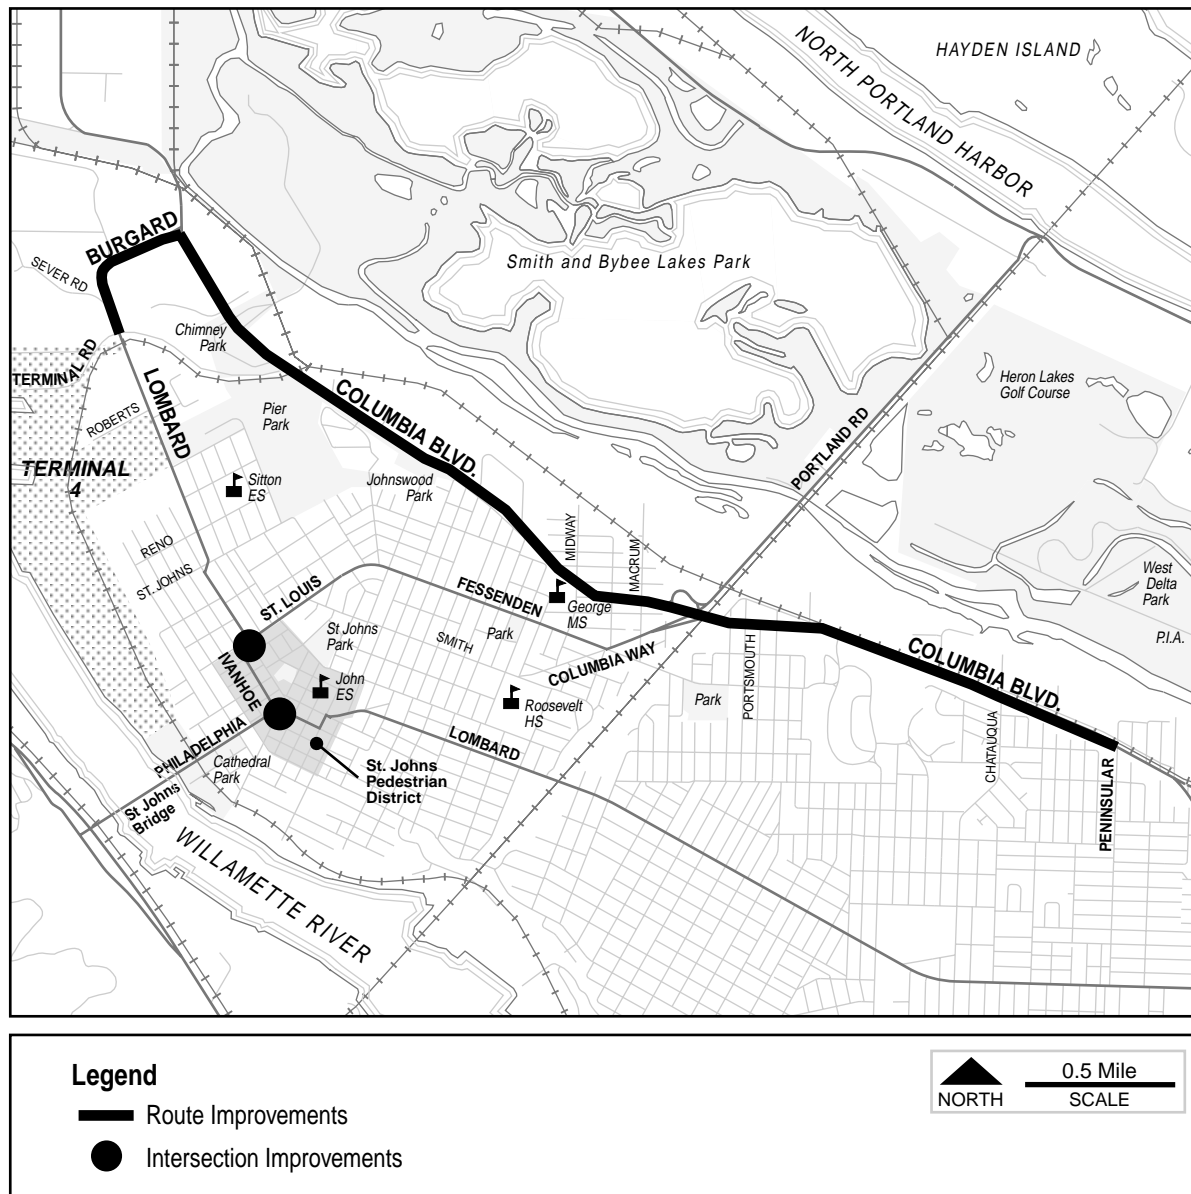 HAYDEN ISLAND
NORTH PORTLAND HARBOR
BURGARD
SEVER RD
Smith and Bybee Lakes Park
Chimney
Park
TERMINAL RD
LOMBARD
COLUMBIA BLVD.
Heron Lakes
Golf Course
ROBERTS
Pier
Park
PORTLAND RD
TERMINAL
4
Sitton
ES
Johnswood
Park
MIDWAY
MACRUM
RENO
ST. JOHNS
ST. LOUIS
FESSENDEN
George
MS
West
Delta
Park
P.I.A.
St Johns
Park
SMITH
Park
COLUMBIA WAY
PORTSMOUTH
COLUMBIA BLVD.
IVANHOE
John
ES
Roosevelt
HS
Park
CHATAUQUA
PHILADELPHIA
LOMBARD
Cathedral
Park
St. Johns
Pedestrian
District
St Johns
Bridge
PENINSULAR
WILLAMETTE RIVER
Legend
Route Improvements
Intersection Improvements
NORTH
0.5 Mile
SCALE